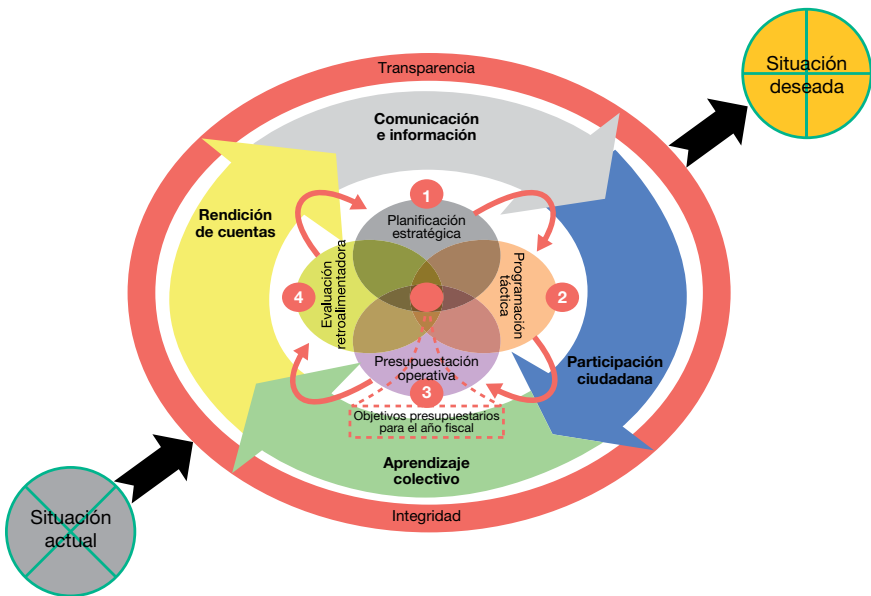 Situación
deseada
Transparencia
Comunicación
e información
Rendición
de cuentas
1
Planificación
estratégica
4
Evaluación
retroalimentadora
Programación
táctica
2
Participación
ciudadana
Presupuestación
operativa
3
Objetivos presupuestarios
para el año fiscal
Aprendizaje
colectivo
Integridad
Situación
actual